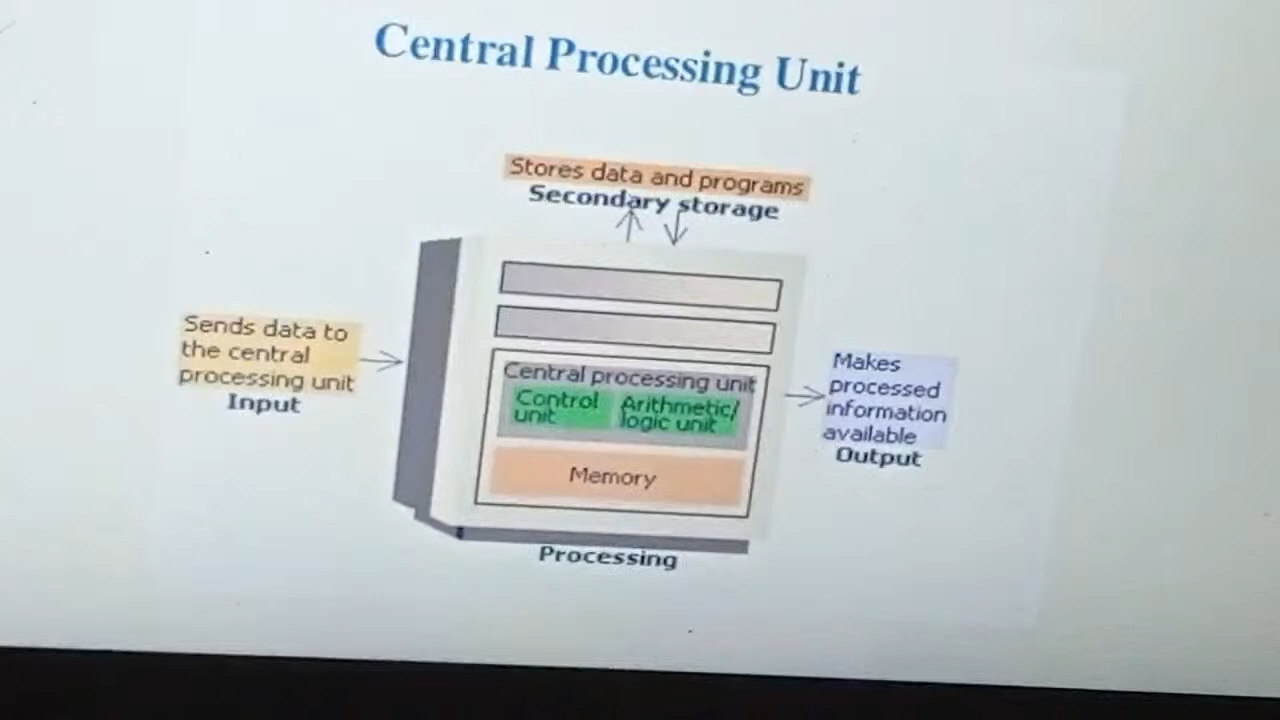 Central Processing Unit
Stores data and programs
Secondary storage
Sends data to
the central
processing unit
Input
Central processing unit
Control
unit
Arithmetic/
logic unit
Memory
Processing
Makes
processed
information
available
Output